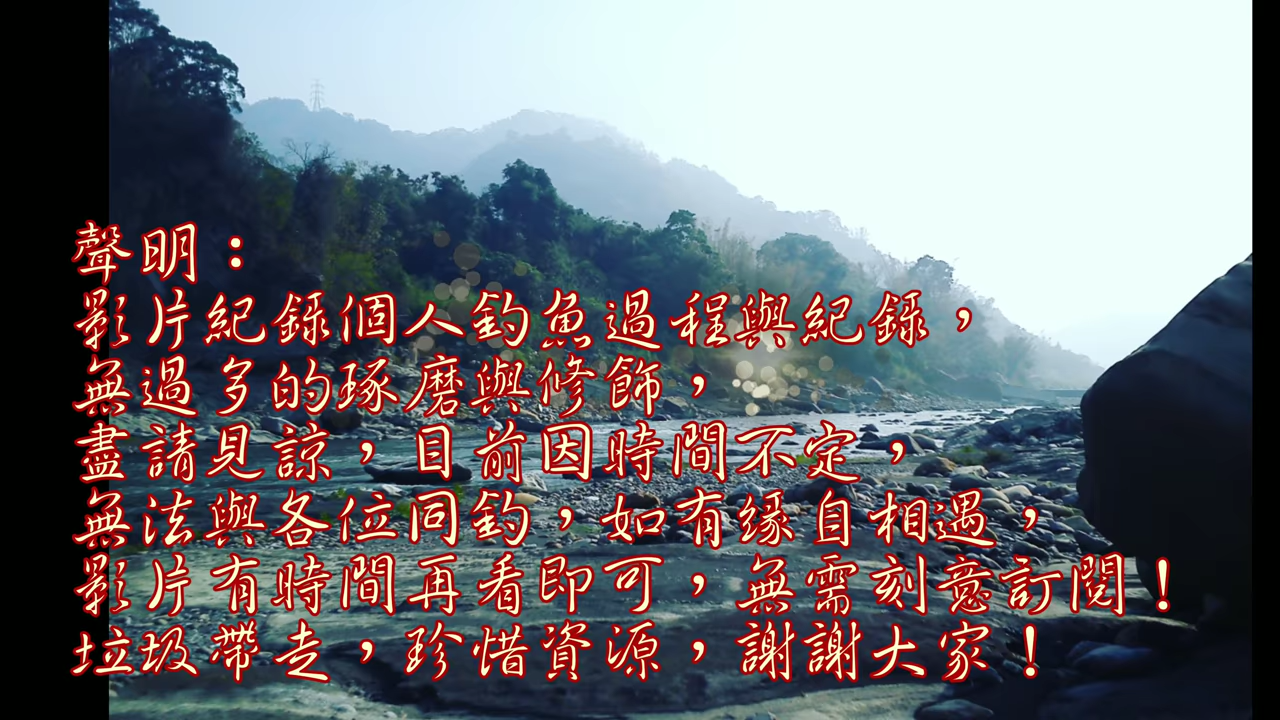 聲明：
影片紀錄個人釣魚過程與紀錄，
無過多的琢磨與修飾，
盡請見諒，目前因時間不定，
無法與各位同釣，如有緣自相遇，
影片有時間再看即可，無需刻意訂閱！
垃圾帶走，珍惜資源，謝謝大家！